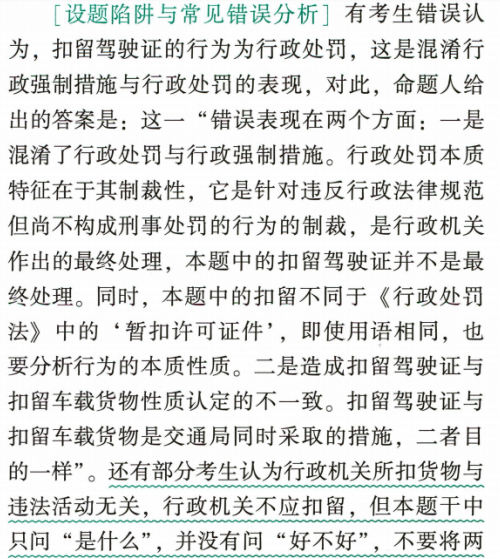 ［设题陷阱与常见错误分析］有考生错误认
为，扣留驾驶证的行为为行政处罚，这是混淆行
政强制措施与行政处罚的表现，对此，命题人给
出的答案是：这一“错误表现在两个方面：一是
混淆了行政处罚与行政强制措施。行政处罚本质
特征在于其制裁性，它是针对违反行政法律规范
但尚不构成刑事处罚的行为的制裁，是行政机关
作出的最终处理，本题中的扣留驾驶证并不是最
终处理。同时，本题中的扣留不同于《行政处罚
法》中的‘暂扣许可证件’，即使用语相同，也
要分析行为的本质性质。二是造成扣留驾驶证与
扣留车载货物性质认定的不一致。扣留驾驶证与
扣留车载货物是交通局同时采取的措施，二者目
的一样”。还有部分考生认为行政机关所扣货物与
违法活动无关，行政机关不应扣留，但本题干中
只问“是什么”，并没有问“好不好”，不要将两